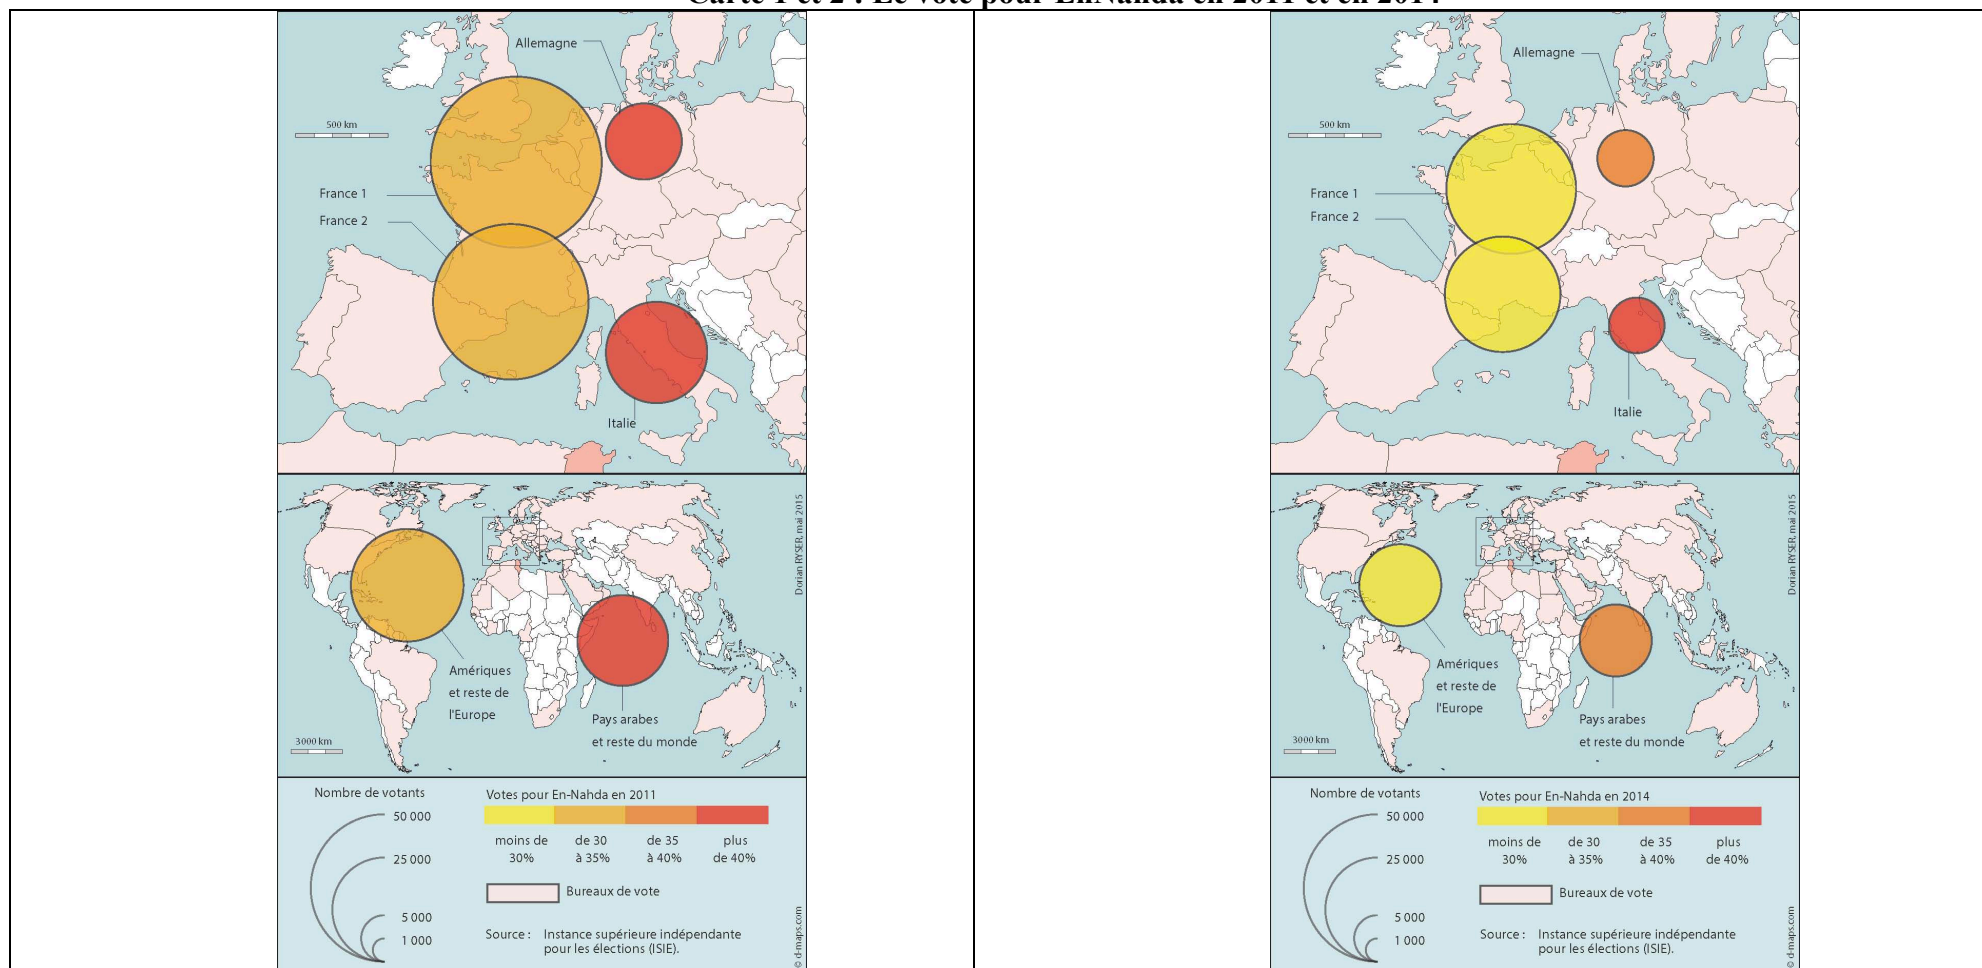 Carte 1 et 2 : Le vote pour EnNahda en 2011 et en 2014
Allemagne
500 km
France 1
France 2
Italie
Dorian RYSER, mai 2015
Amériques
et reste de
l'Europe
Pays arabes
et reste du monde
3000 km
Nombre de votants
50 000
25 000
5 000
1 000
Votes pour En-Nahda en 2011
moins de 30%
de 30 à 35%
de 35 à 40%
plus de 40%
Bureaux de vote
Source : Instance supérieure indépendante
pour les élections (ISIE).
© d-maps.com
Allemagne
500 km
France 1
France 2
Italie
Dorian RYSER, mai 2015
Amériques
et reste de
l'Europe
Pays arabes
et reste du monde
3000 km
Nombre de votants
50 000
25 000
5 000
1 000
Votes pour En-Nahda en 2014
moins de 30%
de 30 à 35%
de 35 à 40%
plus de 40%
Bureaux de vote
Source : Instance supérieure indépendante
pour les élections (ISIE).
© d-maps.com